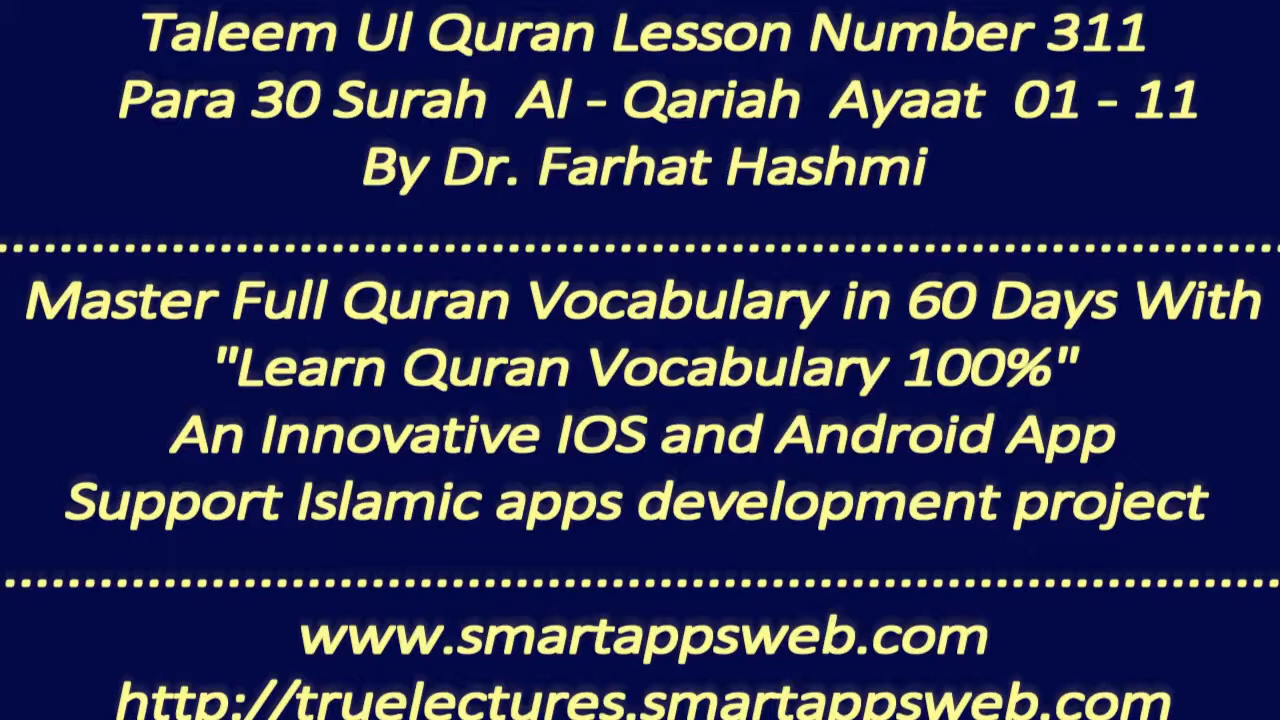 Taleem Ul Quran Lesson Number 311
Para 30 Surah Al - Qariah Ayaat 01 - 11
By Dr. Farhat Hashmi
Master Full Quran Vocabulary in 60 Days With
"Learn Quran Vocabulary 100%"
An Innovative IOS and Android App
Support Islamic apps development project
www.smartappsweb.com
http://truelectures.smartappsweb.com